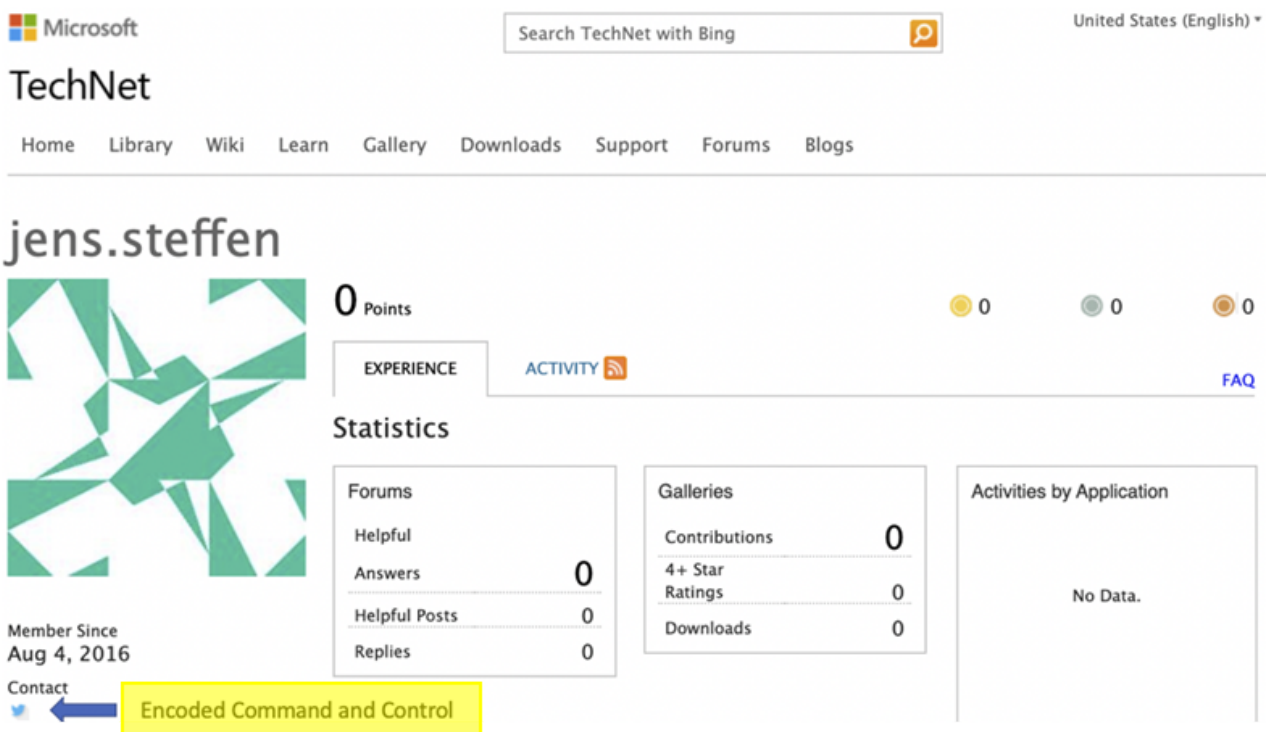 Microsoft
Search TechNet with Bing
United States (English)
TechNet
Home Library Wiki Learn Gallery Downloads Support Forums Blogs
jens.steffen
0 Points
0 0 0
EXPERIENCE ACTIVITY
FAQ
Statistics
Forums
Helpful
Answers 0
Helpful Posts 0
Replies 0
Galleries
Contributions 0
4+ Star
Ratings 0
Downloads 0
Activities by Application
No Data.
Member Since
Aug 4, 2016
Contact
Encoded Command and Control